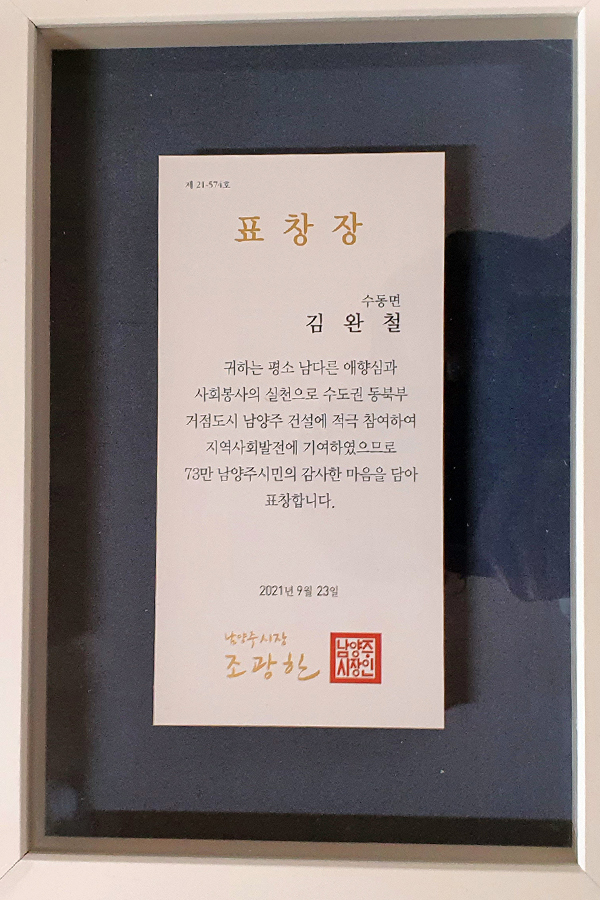 제 21-574호
표 창 장
수동면
김 완 철
귀하는 평소 남다른 애향심과
사회봉사의 실천으로 수도권 동북부
거점도시 남양주 건설에 적극 참여하여
지역사회발전에 기여하였으므로
73만 남양주시민의 감사한 마음을 담아
표창합니다.
2021년 9월 23일
남양주시장
조광한
남양주
시장인